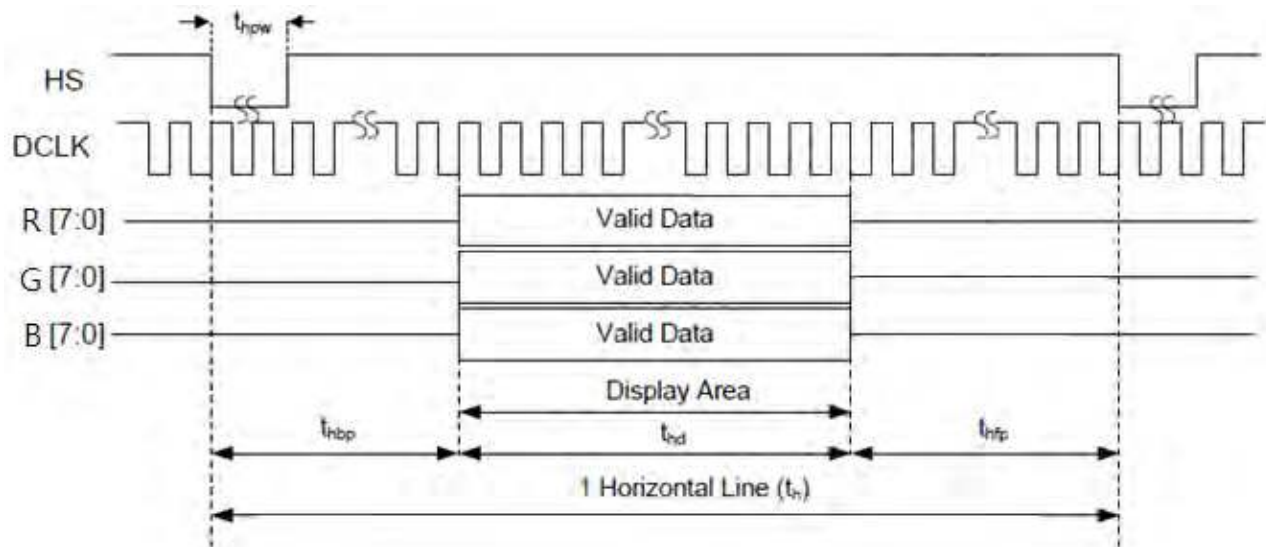 thpw
HS
DCLK
R [7:0] Valid Data
G [7:0] Valid Data
B [7:0] Valid Data
Display Area
thbp thd thfp
1 Horizontal Line (th)